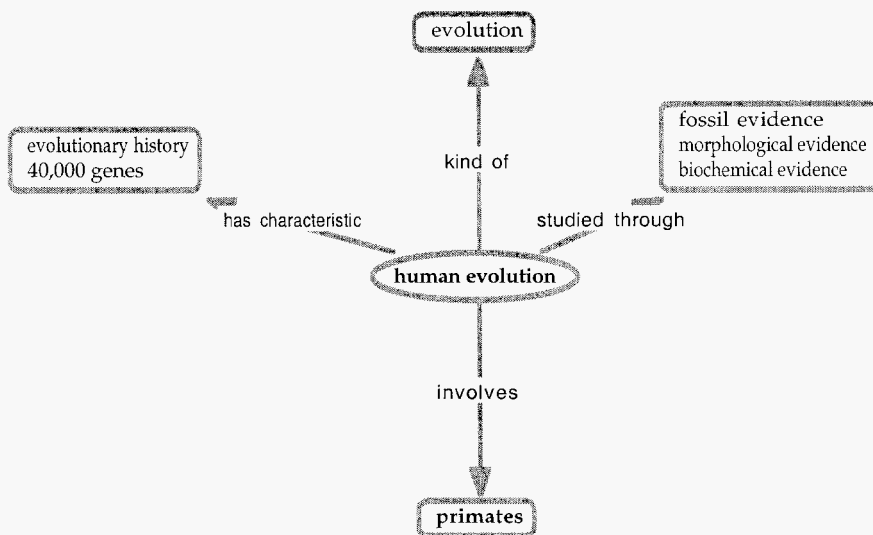 evolution
evolutionary history
40,000 genes
fossil evidence
morphological evidence
biochemical evidence
kind of
has characteristic
studied through
human evolution
involves
primates